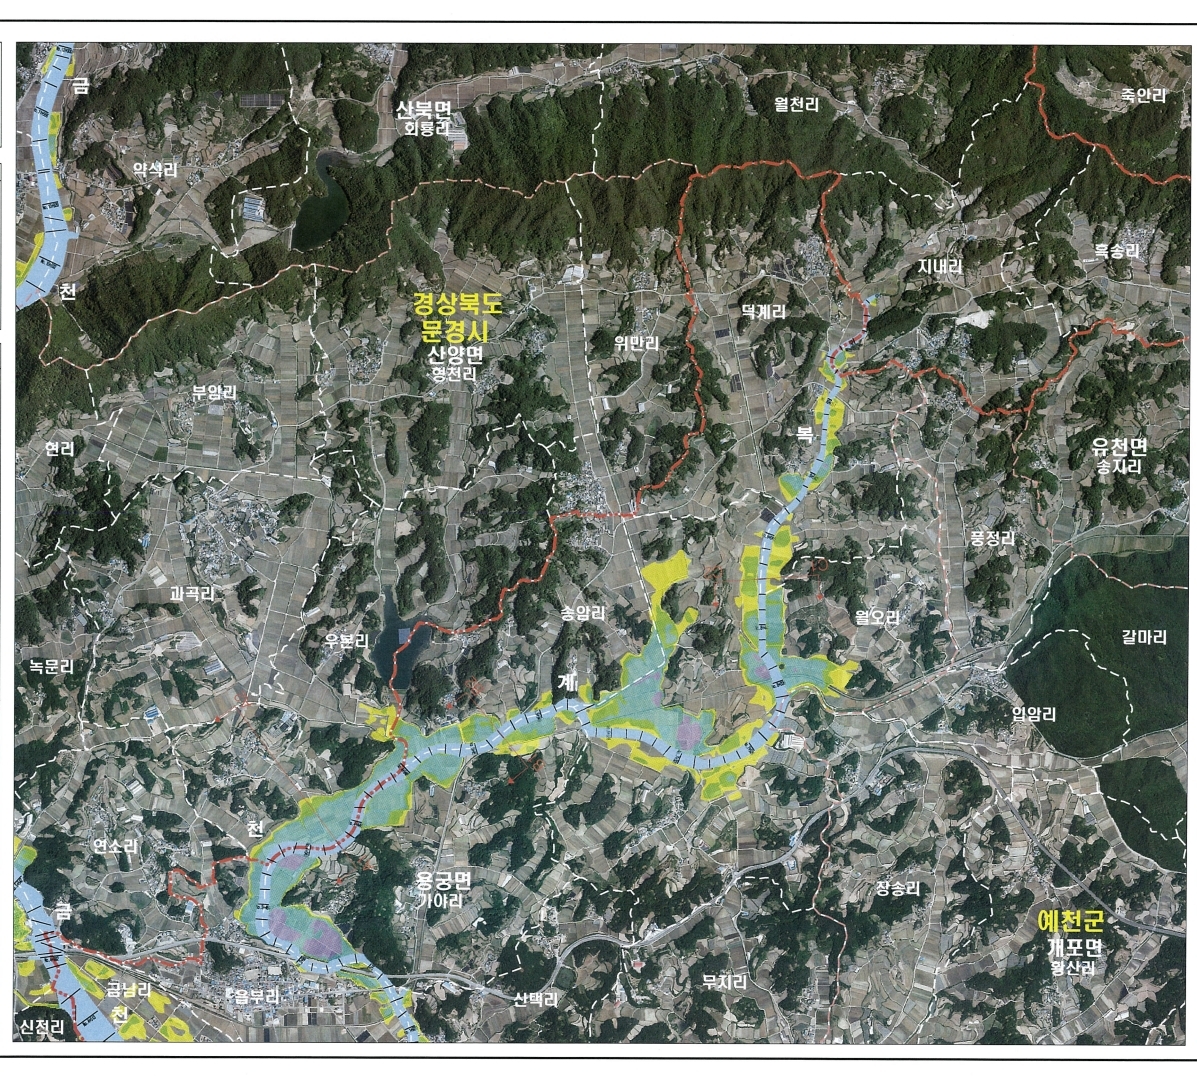 금
산북면
회룡리
월천리
죽안리
약석리
흑송리
지내리
천
경상북도
문경시
산양면
형천리
덕계리
위만리
부암리
복
현리
유천면
송지리
풍정리
과곡리
송암리
월오리
우본리
갈마리
녹문리
계
입암리
천
연소리
용궁면
가야리
장송리
금
예천군
개포면
황산리
무지리
금남리
읍부리
산택리
천
신점리